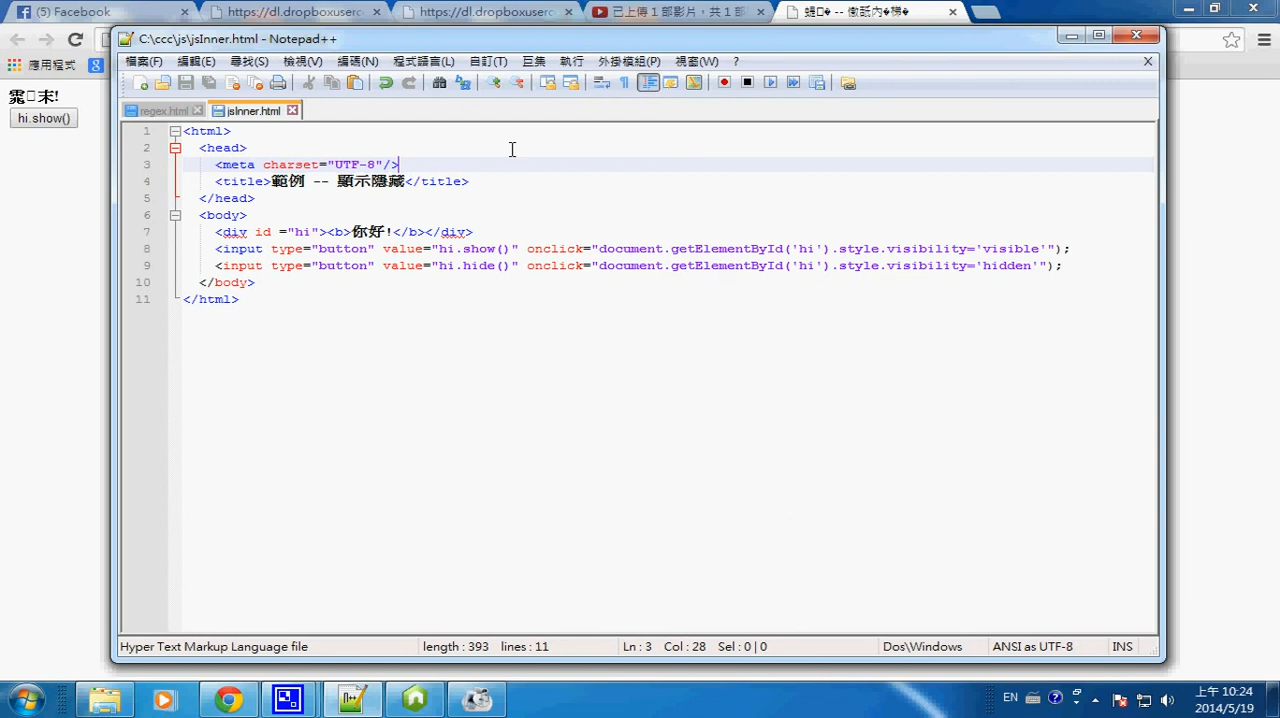 (5) Facebook
https://dl.dropboxuserc
https://dl.dropboxuserc
已上傳 1 部影片，共 1 部
C:\ccc\js\jsInner.html - Notepad++
檔案(F) 編輯(E) 尋找(S) 檢視(V) 編碼(N) 程式語言(L) 自訂(T) 巨集 執行 外掛模組(P) 視窗(W) ? X
應用程式
hi.show()
regex.html jsInner.html
1 <html>
2 <head>
3 <meta charset="UTF-8"/>
4 <title>範例 -- 顯示隱藏</title>
5 </head>
6 <body>
7 <div id ="hi"><b>你好!</b></div>
8 <input type="button" value="hi.show()" onclick="document.getElementById('hi').style.visibility='visible'");
9 <input type="button" value="hi.hide()" onclick="document.getElementById('hi').style.visibility='hidden'");
10 </body>
11 </html>
Hyper Text Markup Language file length : 393 lines : 11 Ln : 3 Col : 28 Sel : 0 | 0 Dos\Windows ANSI as UTF-8 INS
EN
上午 10:24
2014/5/19